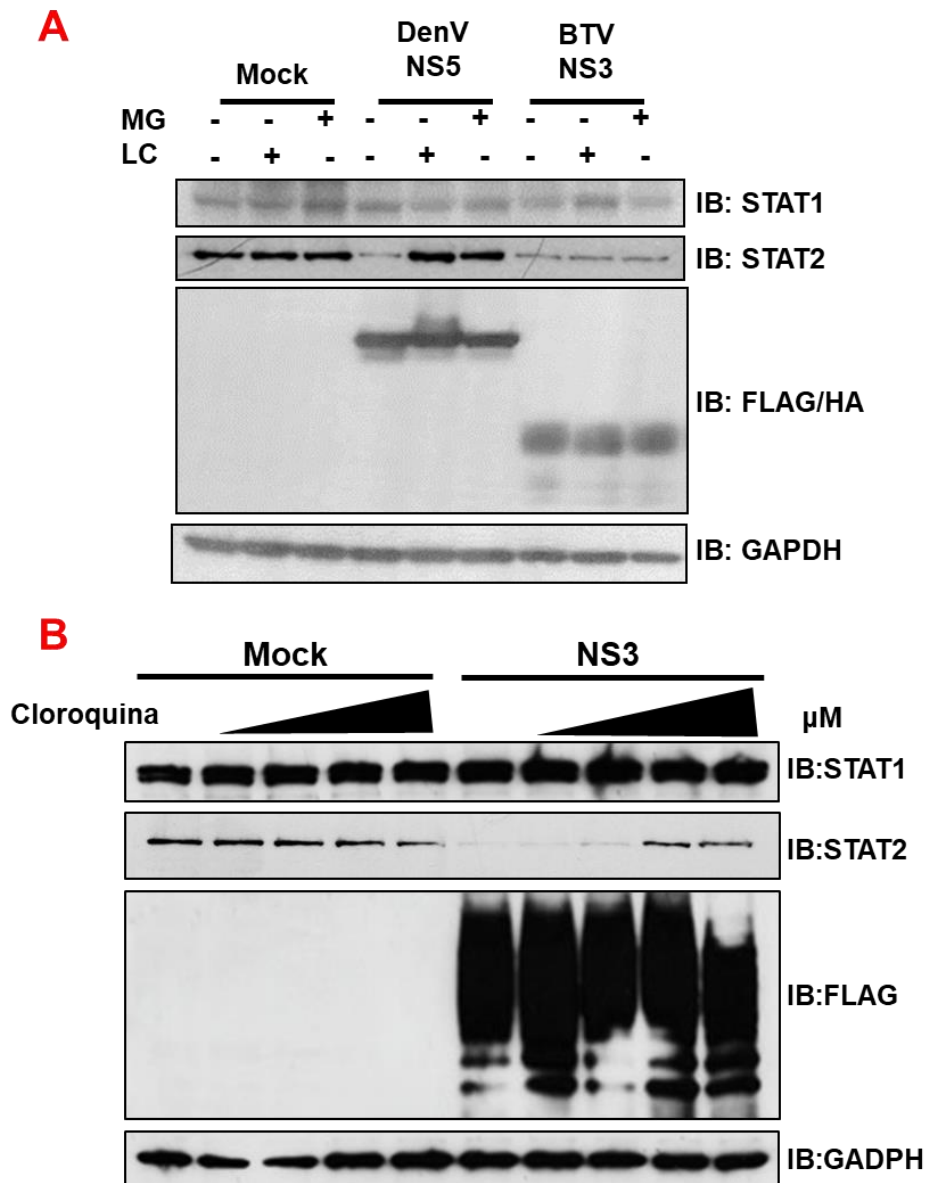 A
DenV
NS5
BTV
NS3
Mock
MG - - + - - + - - +
LC - + - - + - - + -
IB: STAT1
IB: STAT2
IB: FLAG/HA
IB: GAPDH
B
Mock NS3
Cloroquina µM
IB:STAT1
IB:STAT2
IB:FLAG
IB:GADPH